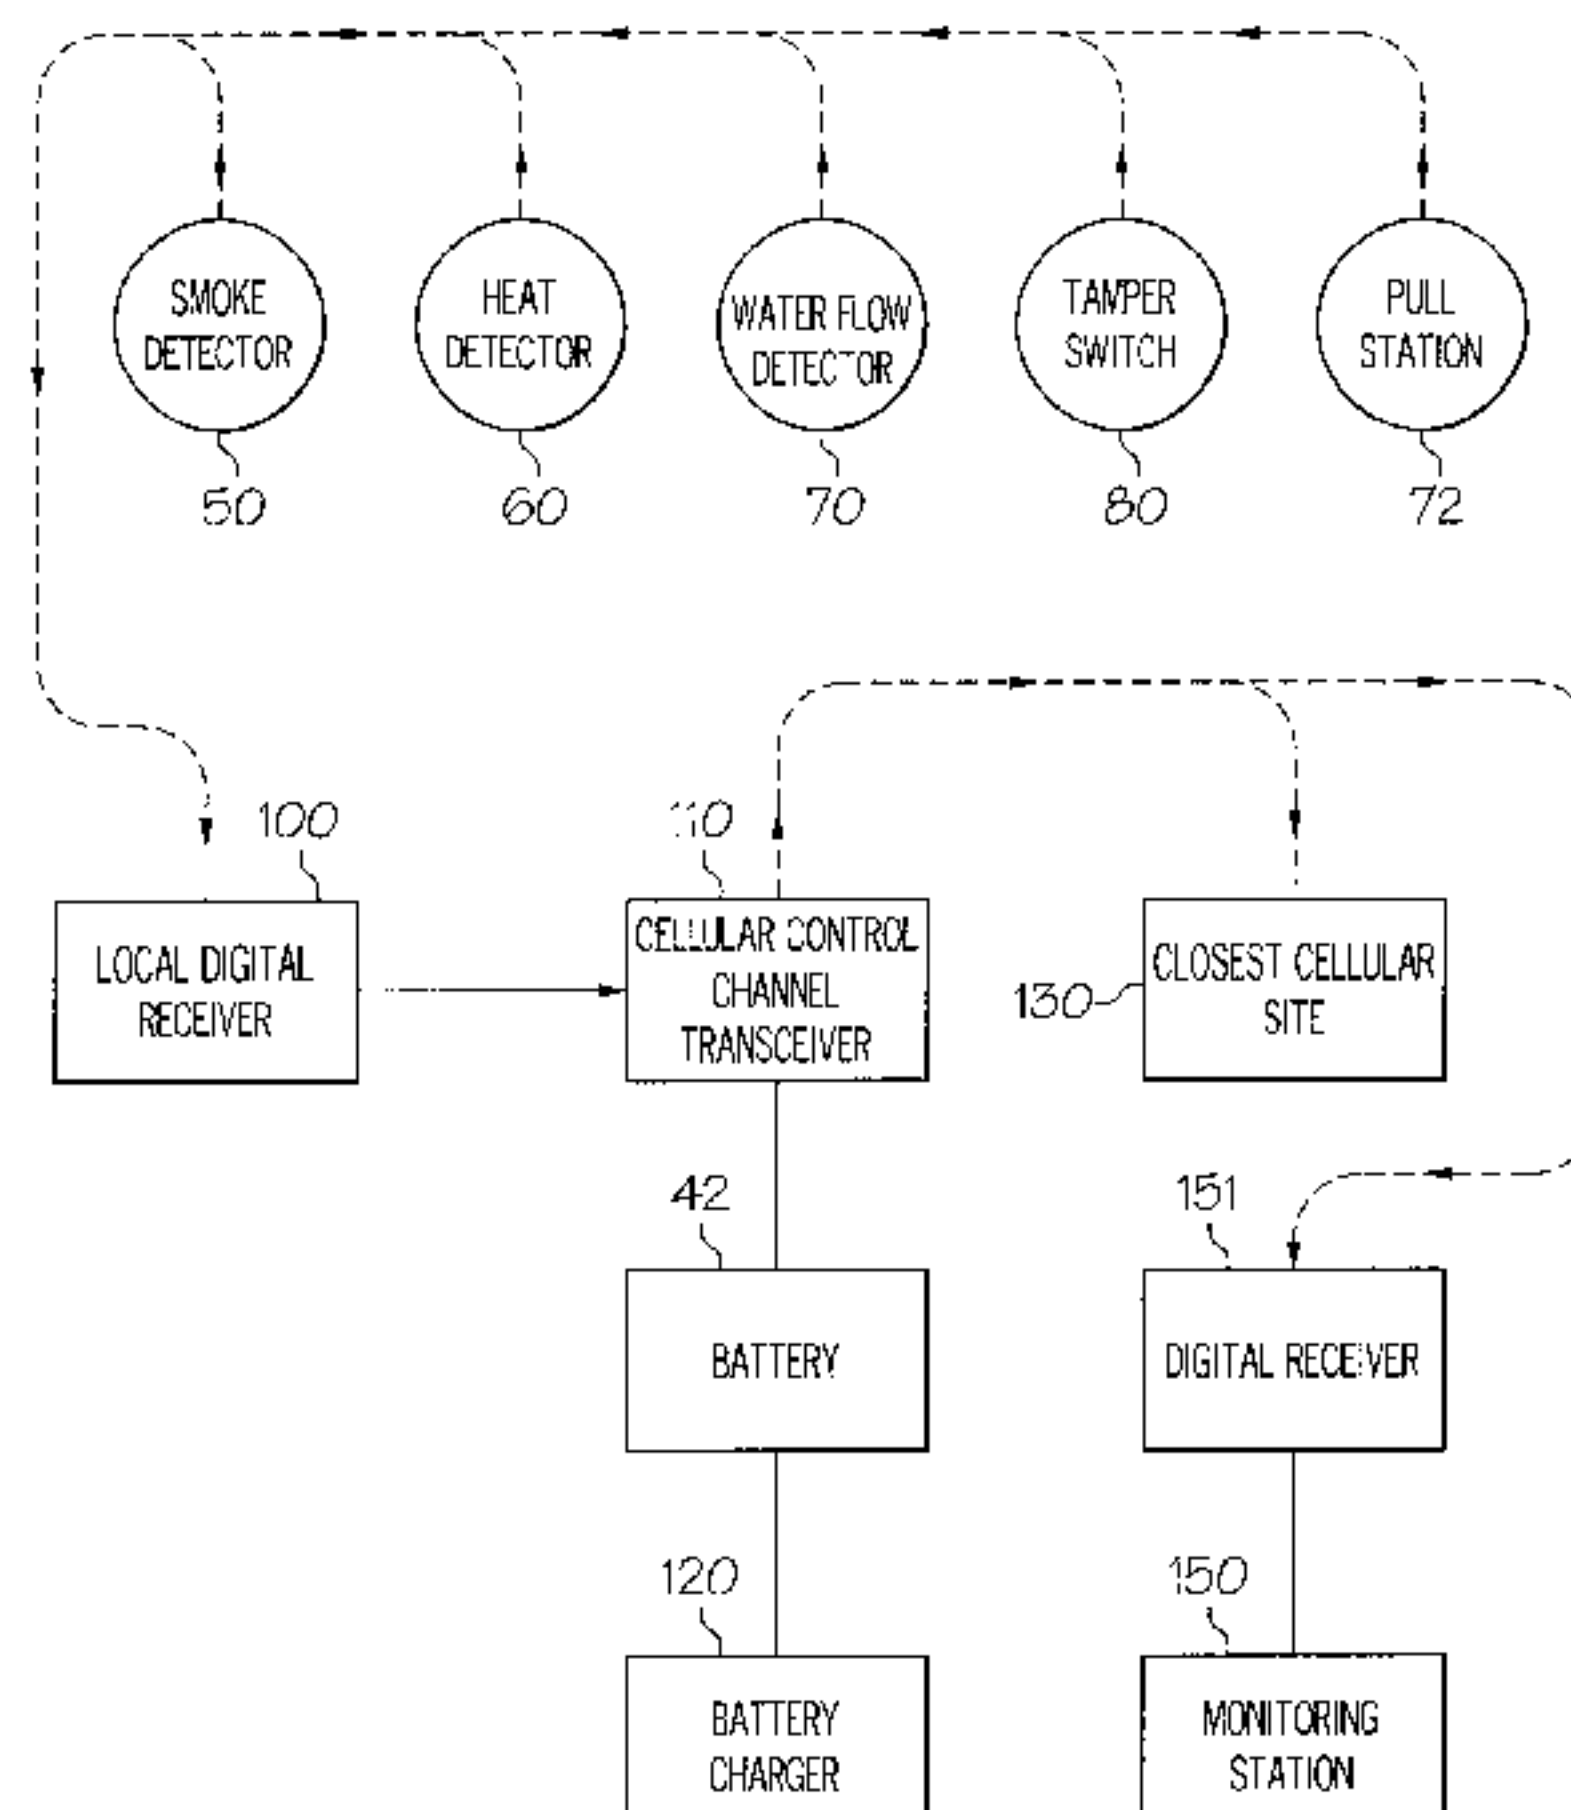 SMOKE
DETECTOR
HEAT
DETECTOR
WATER FLOW
DETECTOR
TAMPER
SWITCH
PULL
STATION
50
60
70
80
72
100
110
LOCAL DIGITAL
RECEIVER
CELLULAR CONTROL
CHANNEL
TRANSCEIVER
130
CLOSEST CELLULAR
SITE
42
151
BATTERY
DIGITAL RECEIVER
120
150
BATTERY
CHARGER
MONITORING
STATION